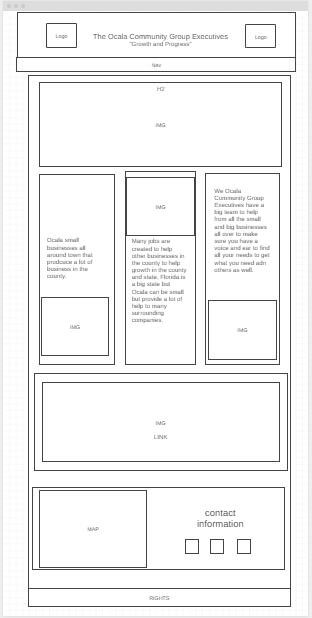 Logo
The Ocala Community Group Executives
"Growth and Progress"
Logo
Nav
H2
IMG
Ocala small
businesses all
around town that
produoce a lot of
business in the
county.
IMG
IMG
Many jobs are
created to help
other businesses in
the county to help
growth in the county
and state. Florida is
a big state but
Ocala can be small
but provide a lot of
help to many
surrounding
companies.
We Ocala
Community Group
Executives have a
big team to help
from all the small
and big businesses
all over to make
sure you have a
voice and ear to find
all your needs to get
what you need adn
others as well.
IMG
IMG
LINK
MAP
contact
information
RIGHTS